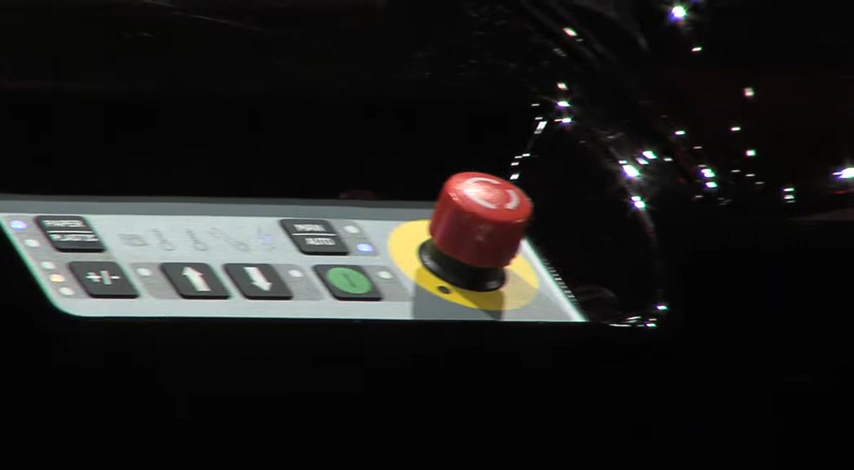 PAPER
PLASTIC
MAN
AUTO
+/-